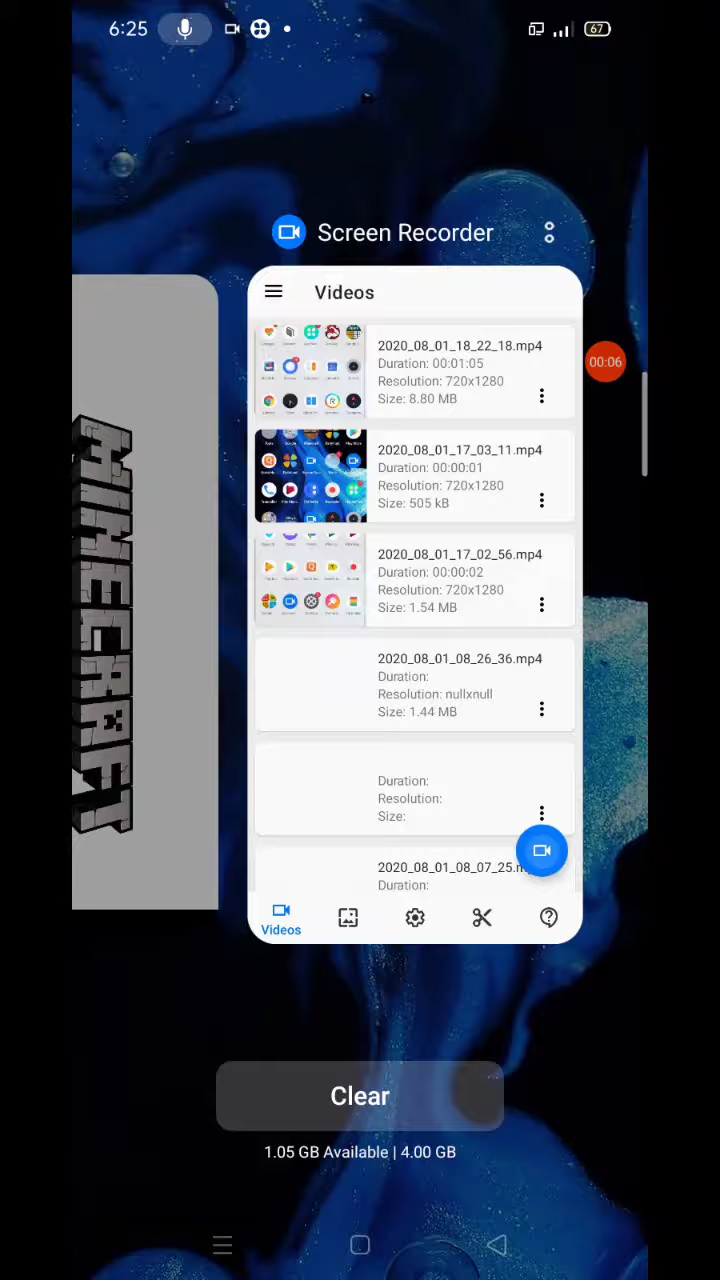 6:25
67
Screen Recorder
Videos
2020_08_01_18_22_18.mp4
Duration: 00:01:05
Resolution: 720x1280
Size: 8.80 MB
00:06
2020_08_01_17_03_11.mp4
Duration: 00:00:01
Resolution: 720x1280
Size: 505 kB
2020_08_01_17_02_56.mp4
Duration: 00:00:02
Resolution: 720x1280
Size: 1.54 MB
2020_08_01_08_26_36.mp4
Duration:
Resolution: nullxnull
Size: 1.44 MB
Duration:
Resolution:
Size:
2020_08_01_08_07_25.m
Duration:
Videos
MINECRAFT
Clear
1.05 GB Available | 4.00 GB